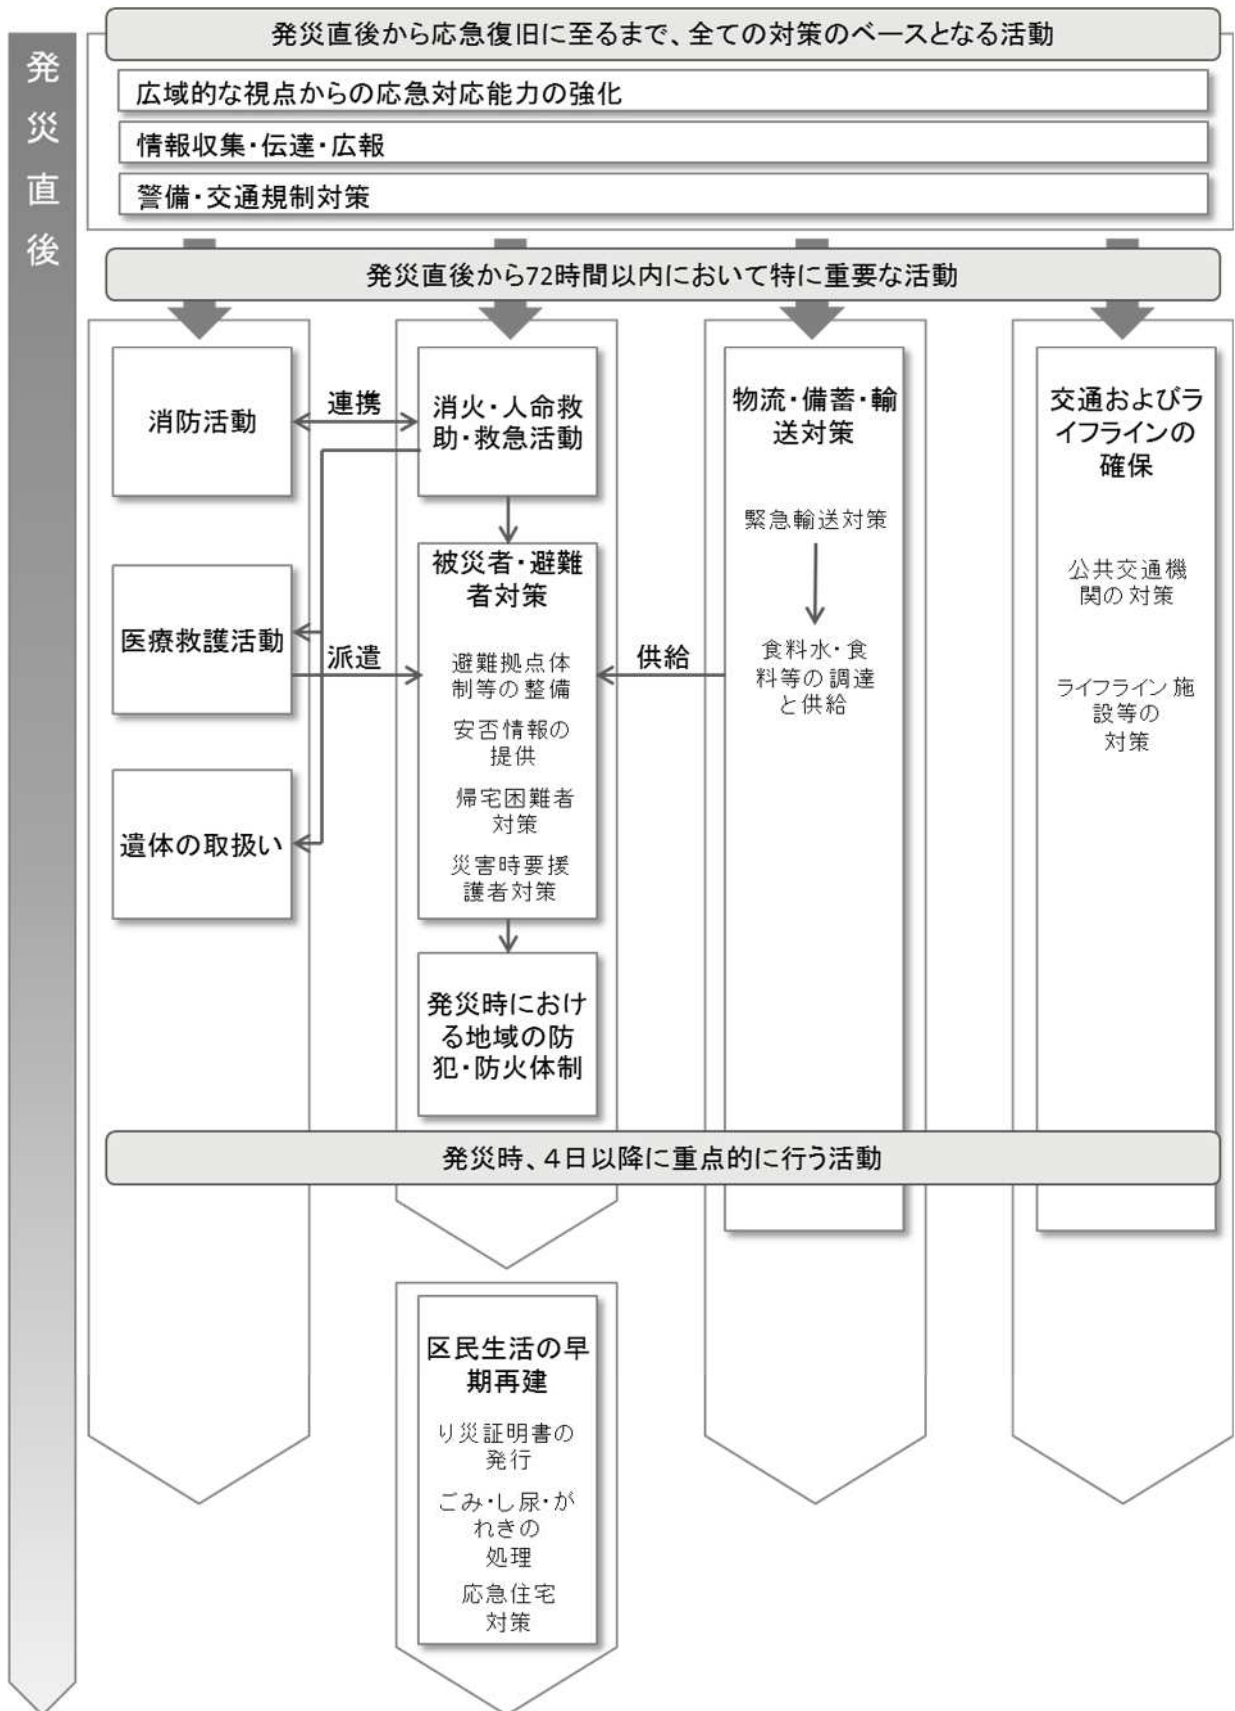 発災直後
発災直後から応急復旧に至るまで、全ての対策のベースとなる活動
広域的な視点からの応急対応能力の強化
情報収集・伝達・広報
警備・交通規制対策
発災直後から72時間以内において特に重要な活動
消防活動
連携
消火・人命救
助・救急活動
医療救護活動
派遣
遺体の取扱い
被災者・避難
者対策
避難拠点体
制等の整備
安否情報の
提供
帰宅困難者
対策
災害時要援
護者対策
発災時におけ
る地域の防
犯・防火体制
供給
物流・備蓄・輸
送対策
緊急輸送対策
食料水・食
料等の調達
と供給
交通およびラ
イフラインの
確保
公共交通機
関の対策
ライフライン施
設等の
対策
発災時、４日以降に重点的に行う活動
区民生活の早
期再建
り災証明書の
発行
ごみ・し尿・が
れきの
処理
応急住宅
対策